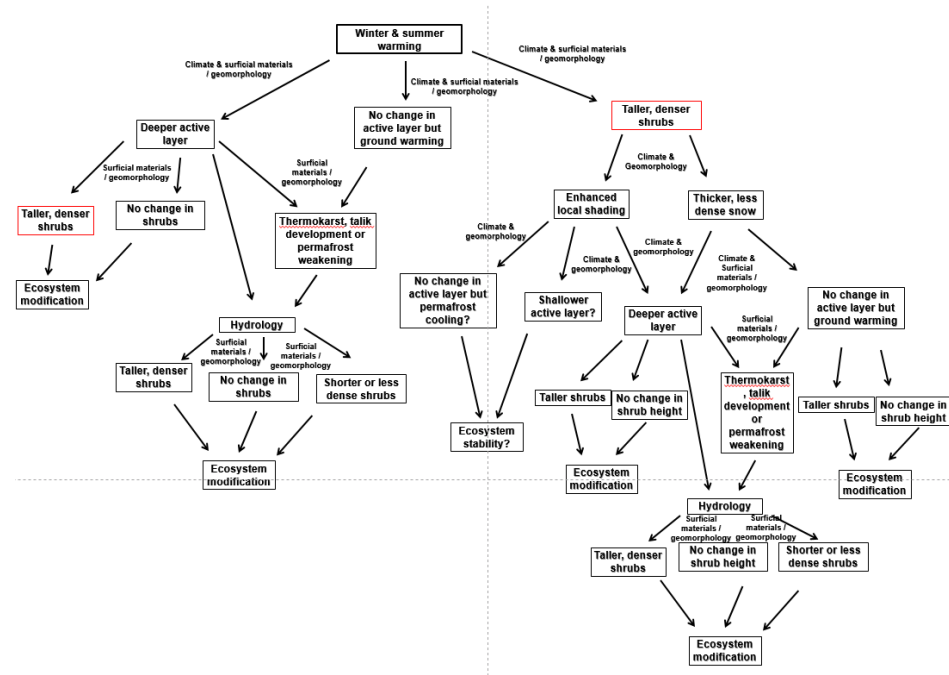 Winter & summer
warming
Climate & surficial materials
/ geomorphology
Climate & surficial materials
/ geomorphology
Climate & surficial materials
/ geomorphology
Deeper active
layer
No change in
active layer but
ground warming
Taller, denser
shrubs
Surficial materials
/ geomorphology
Surficial
materials /
geomorphology
Climate &
Geomorphology
Taller, denser
shrubs
No change in
shrubs
Thermokarst, talik
development or
permafrost
weakening
Enhanced
local shading
Thicker, less
dense snow
Climate &
geomorphology
Climate &
geomorphology
Climate &
geomorphology
Climate &
Surficial
materials /
geomorphology
Ecosystem
modification
No change in
active layer but
permafrost
cooling?
Shallower
active layer?
Deeper active
layer
Surficial
materials /
geomorphology
No change in
active layer but
ground warming
Hydrology
Surficial
materials /
geomorphology
Surficial
materials /
geomorphology
Taller, denser
shrubs
No change in
shrubs
Shorter or less
dense shrubs
Taller shrubs
No change in
shrub height
Thermokarst
, talik
development
or
permafrost
weakening
Taller shrubs
No change in
shrub height
Ecosystem
stability?
Ecosystem
modification
Ecosystem
modification
Ecosystem
modification
Hydrology
Surficial
materials /
geomorphology
Surficial
materials /
geomorphology
Taller, denser
shrubs
No change in
shrub height
Shorter or less
dense shrubs
Ecosystem
modification